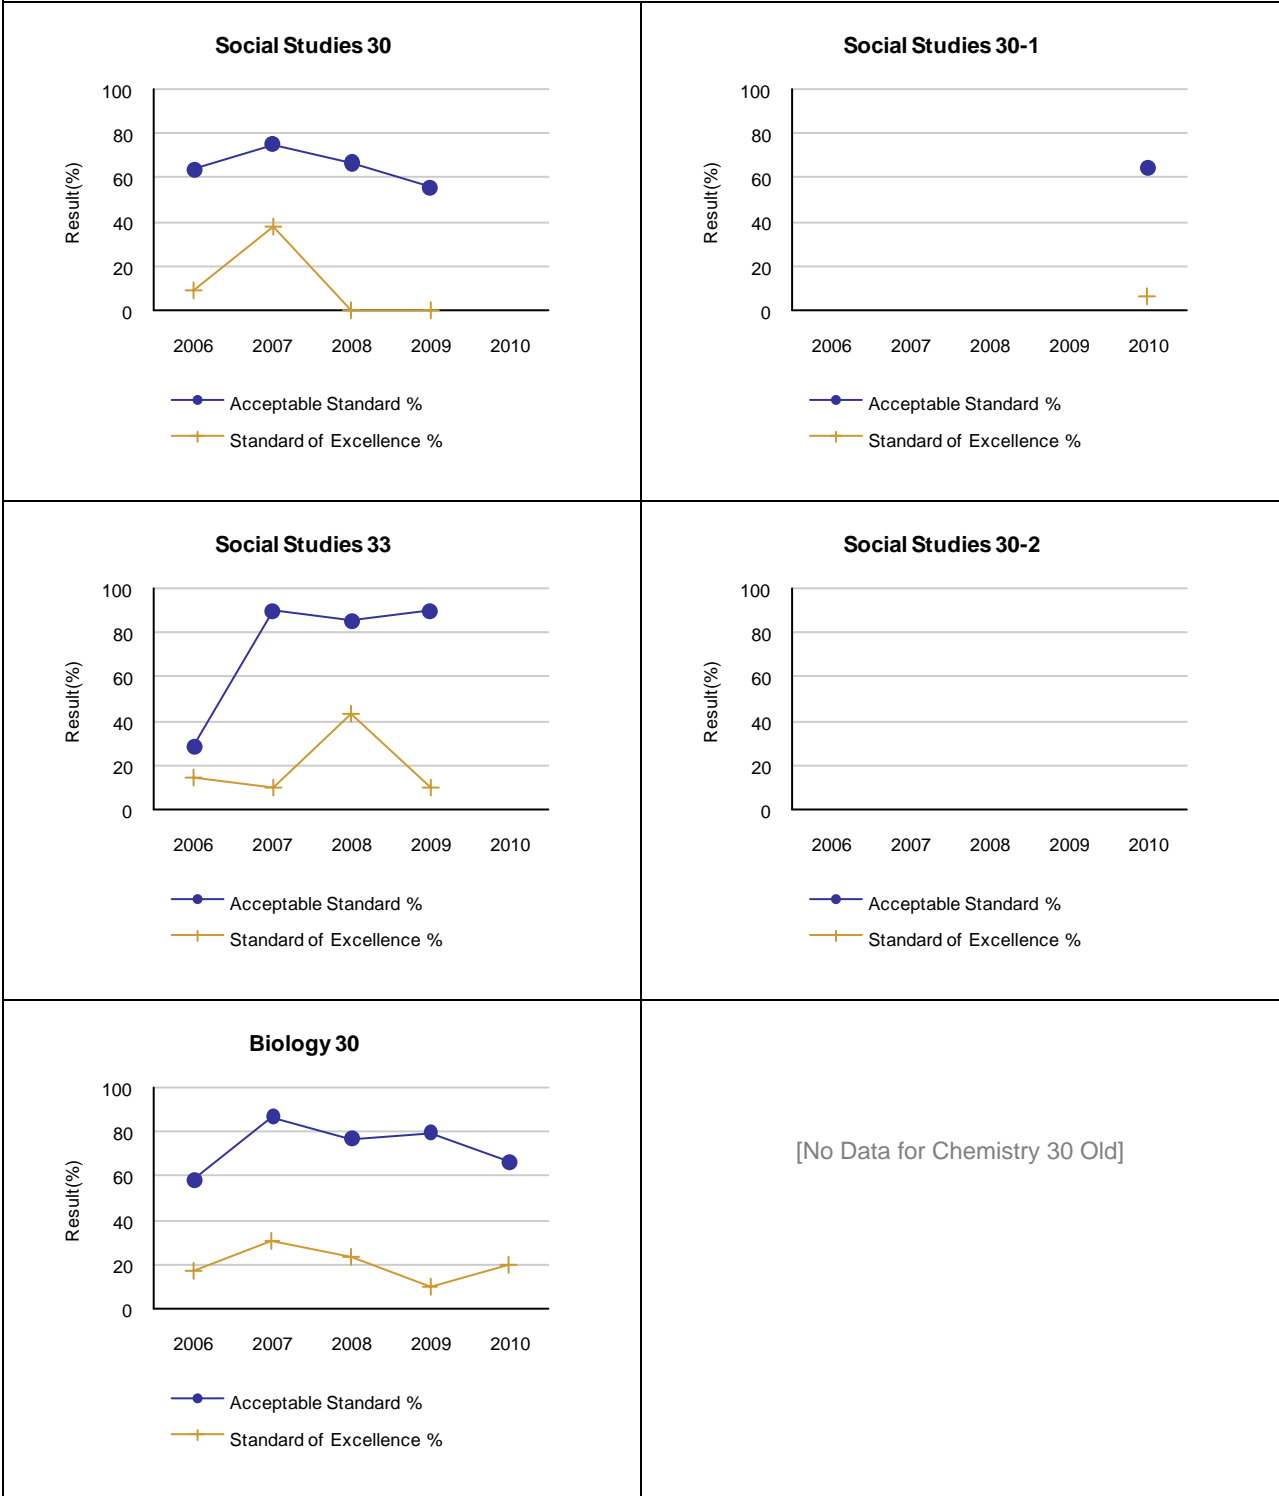 Social Studies 30
100
80
60
40
20
0
Result(%)
2006 2007 2008 2009 2010
Acceptable Standard %
Standard of Excellence %
Social Studies 30-1
100
80
60
40
20
0
Result(%)
2006 2007 2008 2009 2010
Acceptable Standard %
Standard of Excellence %
Social Studies 33
100
80
60
40
20
0
Result(%)
2006 2007 2008 2009 2010
Acceptable Standard %
Standard of Excellence %
Social Studies 30-2
100
80
60
40
20
0
Result(%)
2006 2007 2008 2009 2010
Acceptable Standard %
Standard of Excellence %
Biology 30
100
80
60
40
20
0
Result(%)
2006 2007 2008 2009 2010
Acceptable Standard %
Standard of Excellence %
[No Data for Chemistry 30 Old]